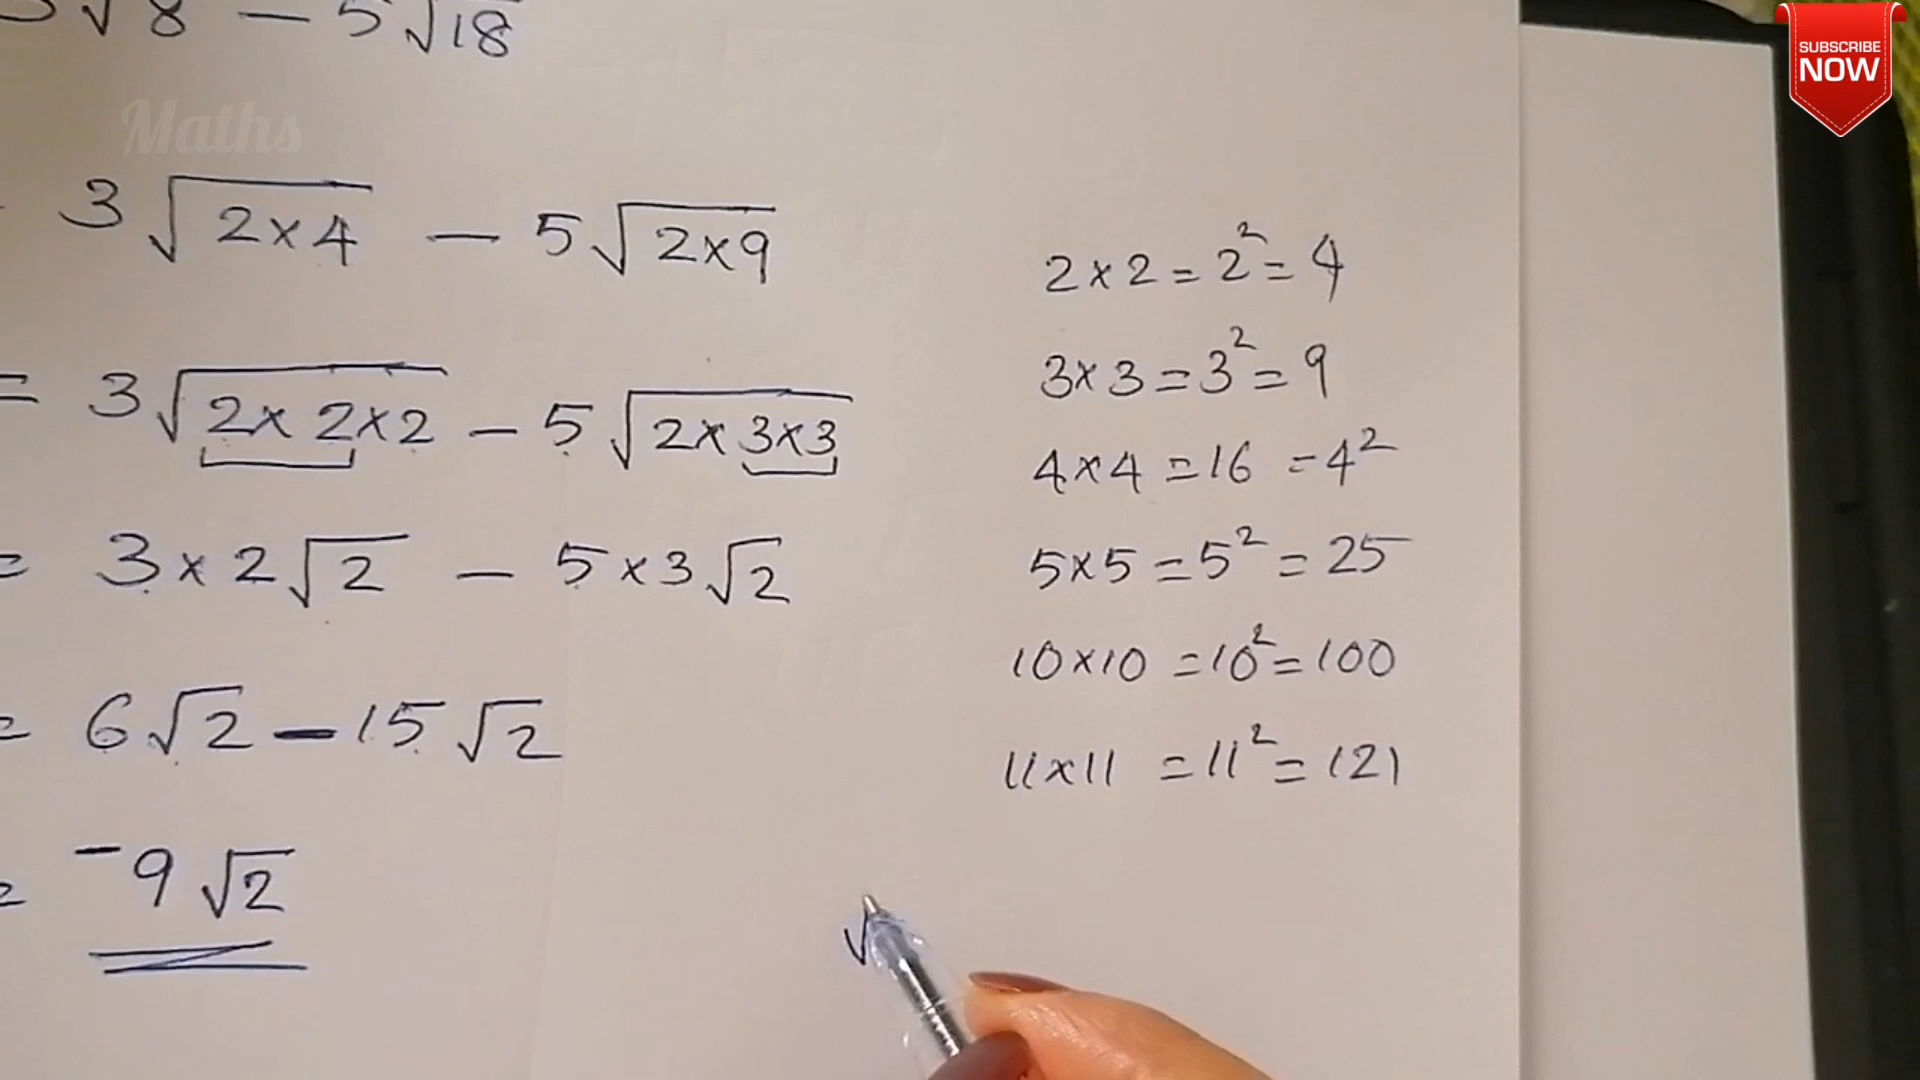 3√8 - 5√18
Maths
3√2×4 - 5√2×9
= 3√2×2×2 - 5√2×3×3
= 3×2√2 - 5×3√2
= 6√2 - 15√2
= -9√2
2×2=2²=4
3×3=3²=9
4×4=16=4²
5×5=5²=25
10×10=10²=100
11×11=11²=121
√
SUBSCRIBE
NOW